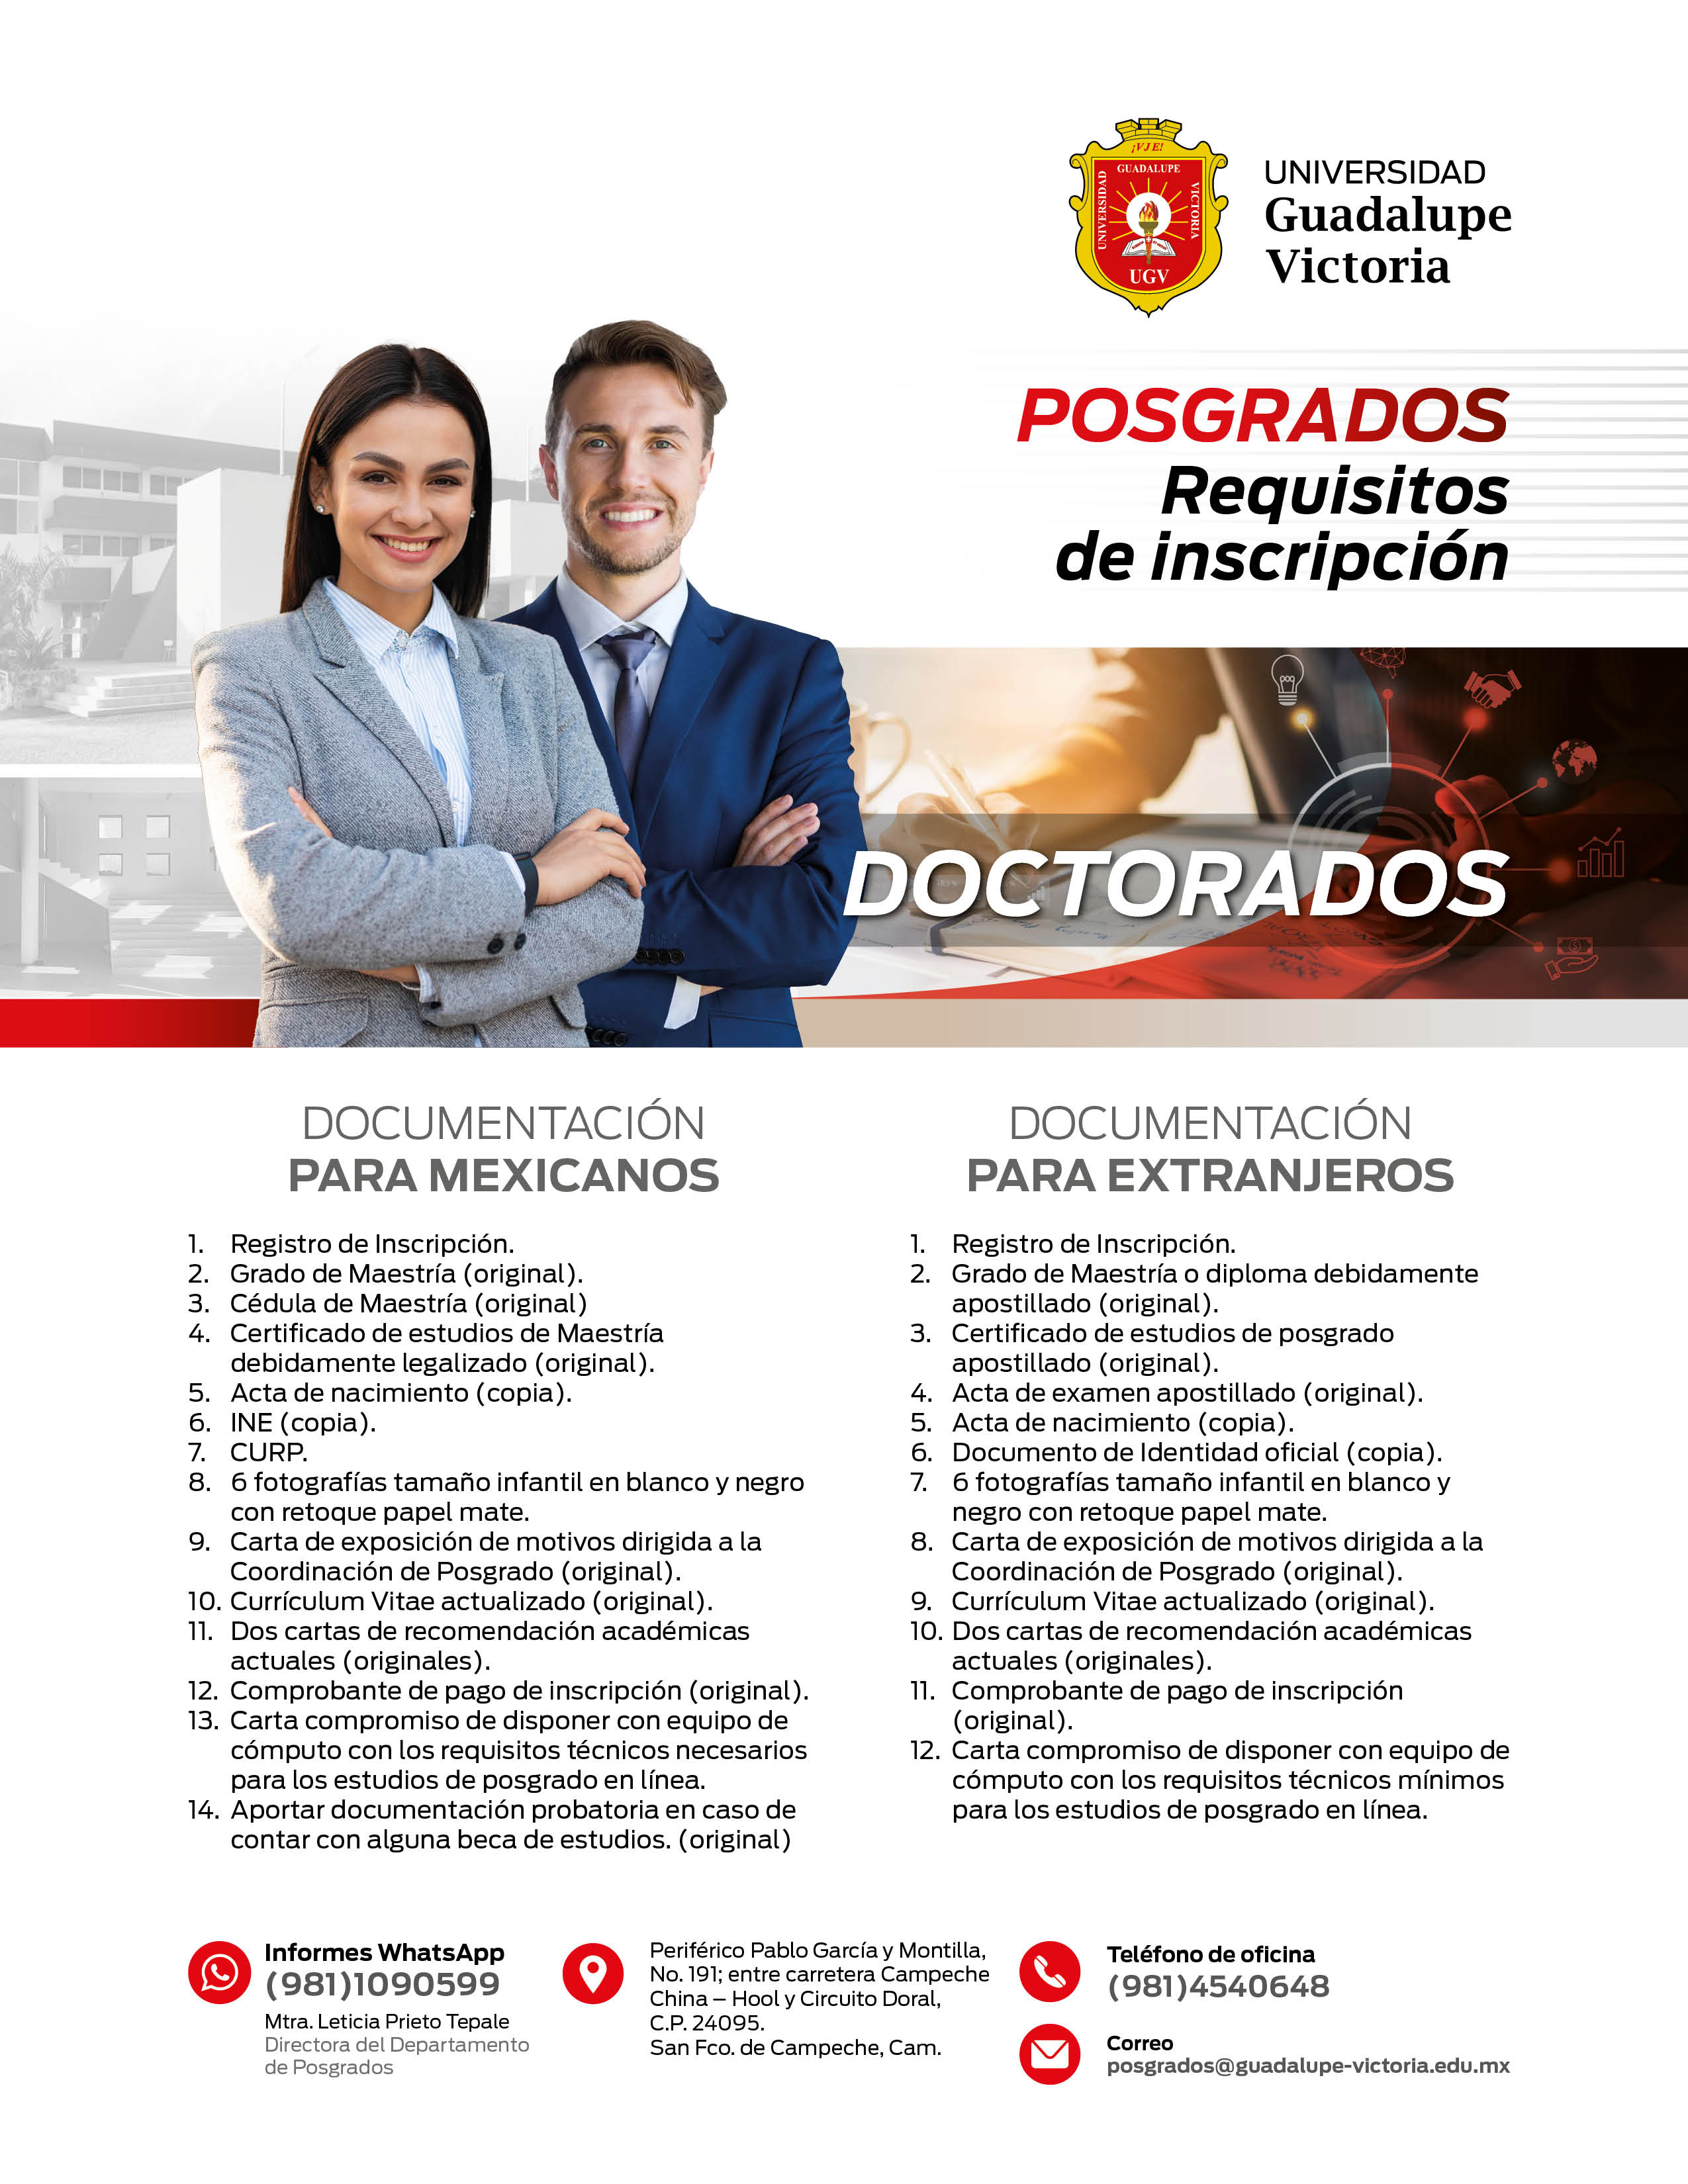 ¡VJE!
GUADALUPE
UNIVERSIDAD
VICTORIA
UGV
UNIVERSIDAD
Guadalupe
Victoria
POSGRADOS
Requisitos
de inscripción
DOCTORADOS
DOCUMENTACIÓN
PARA MEXICANOS
1. Registro de Inscripción.
2. Grado de Maestría (original).
3. Cédula de Maestría (original)
4. Certificado de estudios de Maestría
debidamente legalizado (original).
5. Acta de nacimiento (copia).
6. INE (copia).
7. CURP.
8. 6 fotografías tamaño infantil en blanco y negro
con retoque papel mate.
9. Carta de exposición de motivos dirigida a la
Coordinación de Posgrado (original).
10. Currículum Vitae actualizado (original).
11. Dos cartas de recomendación académicas
actuales (originales).
12. Comprobante de pago de inscripción (original).
13. Carta compromiso de disponer con equipo de
cómputo con los requisitos técnicos necesarios
para los estudios de posgrado en línea.
14. Aportar documentación probatoria en caso de
contar con alguna beca de estudios. (original)
DOCUMENTACIÓN
PARA EXTRANJEROS
1. Registro de Inscripción.
2. Grado de Maestría o diploma debidamente
apostillado (original).
3. Certificado de estudios de posgrado
apostillado (original).
4. Acta de examen apostillado (original).
5. Acta de nacimiento (copia).
6. Documento de Identidad oficial (copia).
7. 6 fotografías tamaño infantil en blanco y
negro con retoque papel mate.
8. Carta de exposición de motivos dirigida a la
Coordinación de Posgrado (original).
9. Currículum Vitae actualizado (original).
10. Dos cartas de recomendación académicas
actuales (originales).
11. Comprobante de pago de inscripción
(original).
12. Carta compromiso de disponer con equipo de
cómputo con los requisitos técnicos mínimos
para los estudios de posgrado en línea.
Informes WhatsApp
(981)1090599
Mtra. Leticia Prieto Tepale
Directora del Departamento
de Posgrados
Periférico Pablo García y Montilla,
No. 191; entre carretera Campeche
China – Hool y Circuito Doral,
C.P. 24095.
San Fco. de Campeche, Cam.
Teléfono de oficina
(981)4540648
Correo
posgrados@guadalupe-victoria.edu.mx